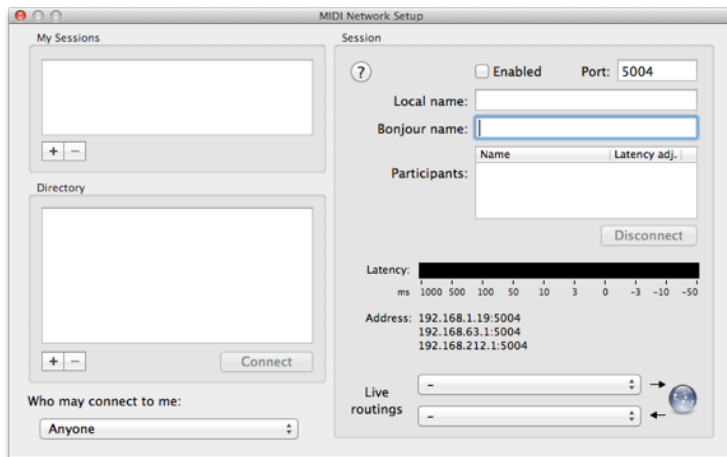 MIDI Network Setup
My Sessions
+ −
Directory
+ −
Connect
Who may connect to me:
Anyone
Session
?
Enabled
Port: 5004
Local name:
Bonjour name:
Participants:
Name Latency adj.
Disconnect
Latency:
ms 1000 500 100 50 10 3 0 -3 -10 -50
Address: 192.168.1.19:5004
192.168.63.1:5004
192.168.212.1:5004
Live
routings
-
-